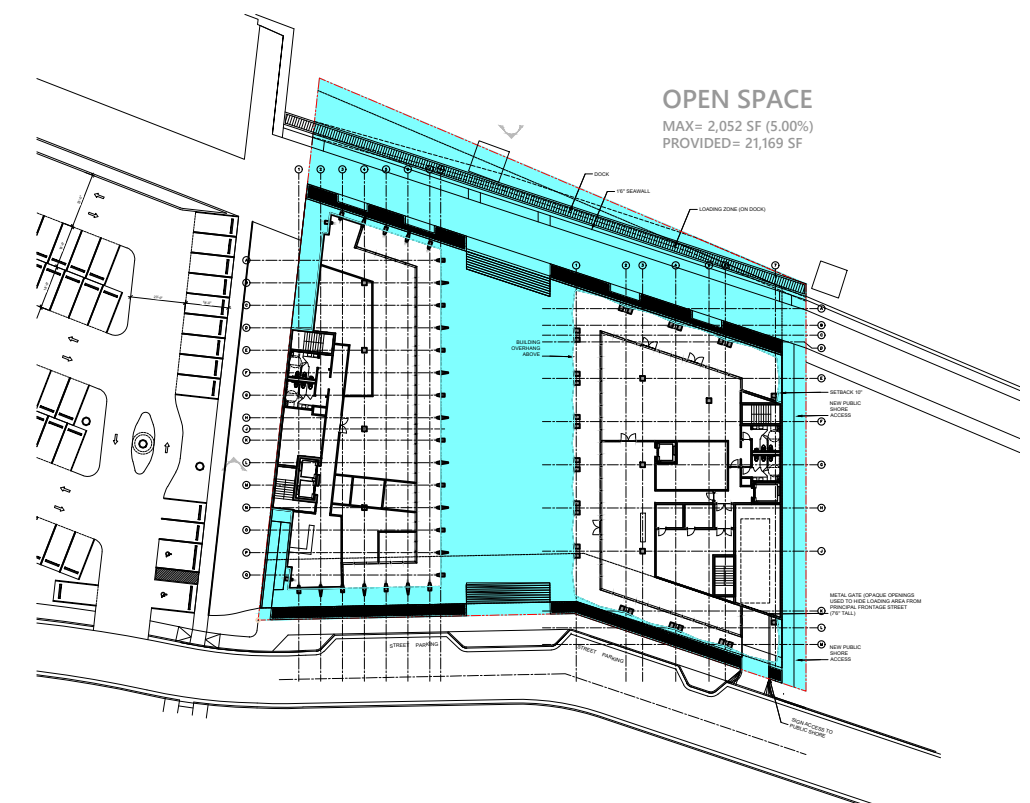 OPEN SPACE
MAX= 2,052 SF (5.00%)
PROVIDED= 21,169 SF
DOCK
1'6" SEAWALL
LOADING ZONE (ON DOCK)
BUILDING
OVERHANG
ABOVE
SETBACK 10"
NEW PUBLIC
SHORE
ACCESS
METAL GATE (OPAQUE OPENINGS
USED TO HIDE LOADING AREA FROM
PRINCIPAL FRONTAGE STREET
(7'6" TALL)
NEW PUBLIC
SHORE
ACCESS
STREET PARKING
STREET PARKING
SIGN ACCESS TO
PUBLIC SHORE